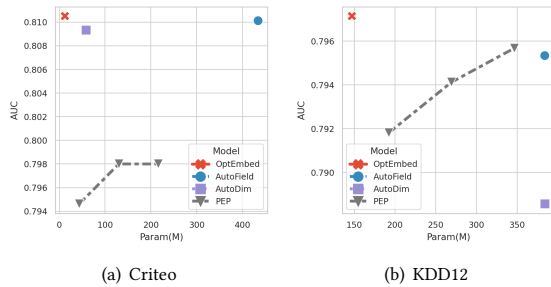 0.810
0.808
0.806
0.804
0.802
0.800
0.798
0.796
0.794
AUC
0 100 200 300 400
Param(M)
Model
OptEmbed
AutoField
AutoDim
PEP
(a) Criteo
0.796
0.794
0.792
0.790
AUC
150 200 250 300 350
Param(M)
Model
OptEmbed
AutoField
AutoDim
PEP
(b) KDD12